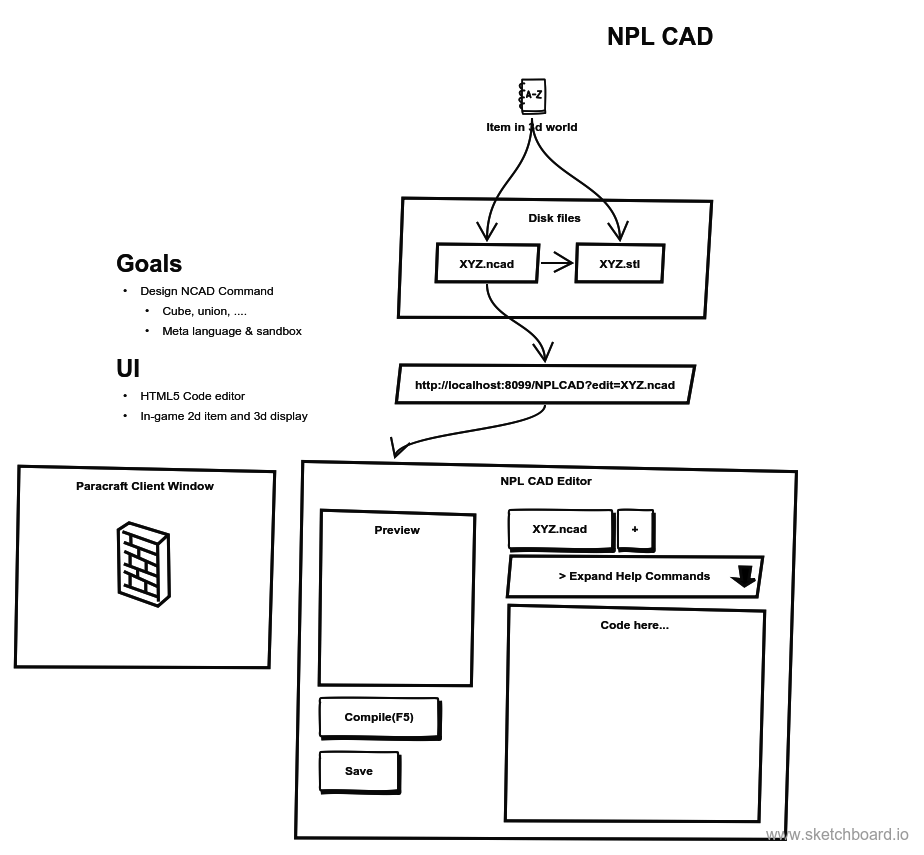 NPL CAD
A-Z
Item in 3d world
Disk files
XYZ.ncad
XYZ.stl
Goals
• Design NCAD Command
• Cube, union, ....
• Meta language & sandbox
UI
• HTML5 Code editor
• In-game 2d item and 3d display
http://localhost:8099/NPLCAD?edit=XYZ.ncad
Paracraft Client Window
NPL CAD Editor
Preview
XYZ.ncad
+
> Expand Help Commands
Code here...
Compile(F5)
Save
www.sketchboard.io